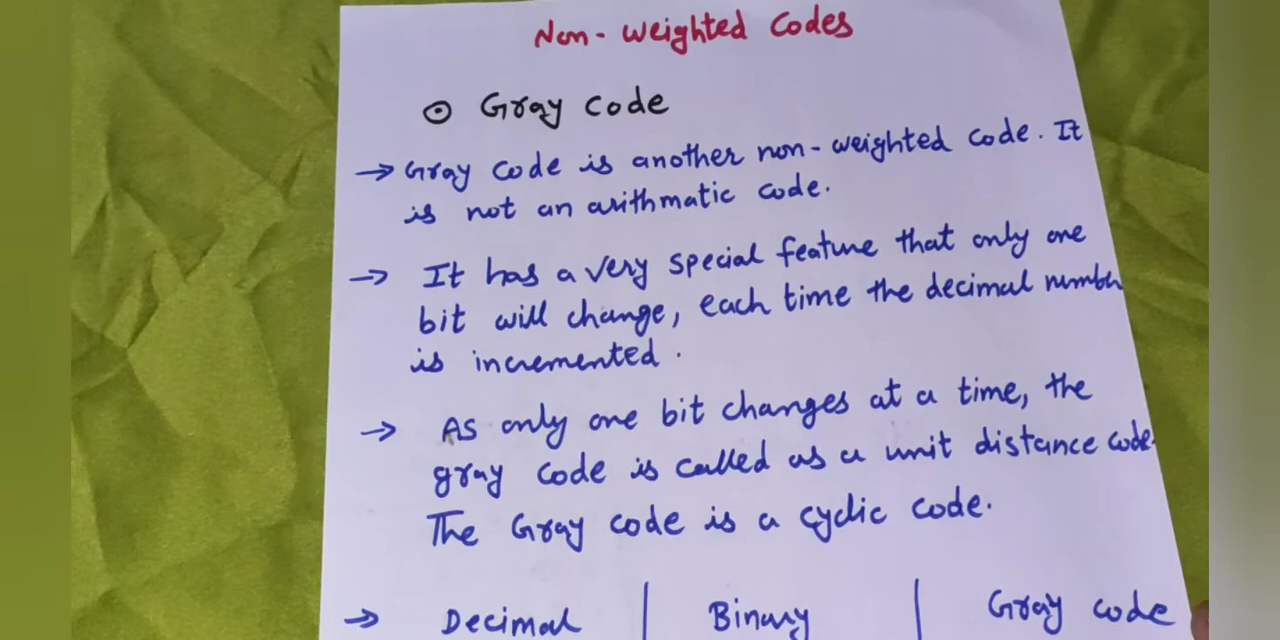 Non-Weighted Codes
⊙ Gray Code
→ Gray Code is another non-weighted code. It
is not an arithmatic code.
→ It has a very special feature that only one
bit will change, each time the decimal number
is incremented.
→ As only one bit changes at a time, the
gray code is called as a unit distance code.
The Gray code is a cyclic code.
→ Decimal | Binary | Gray code